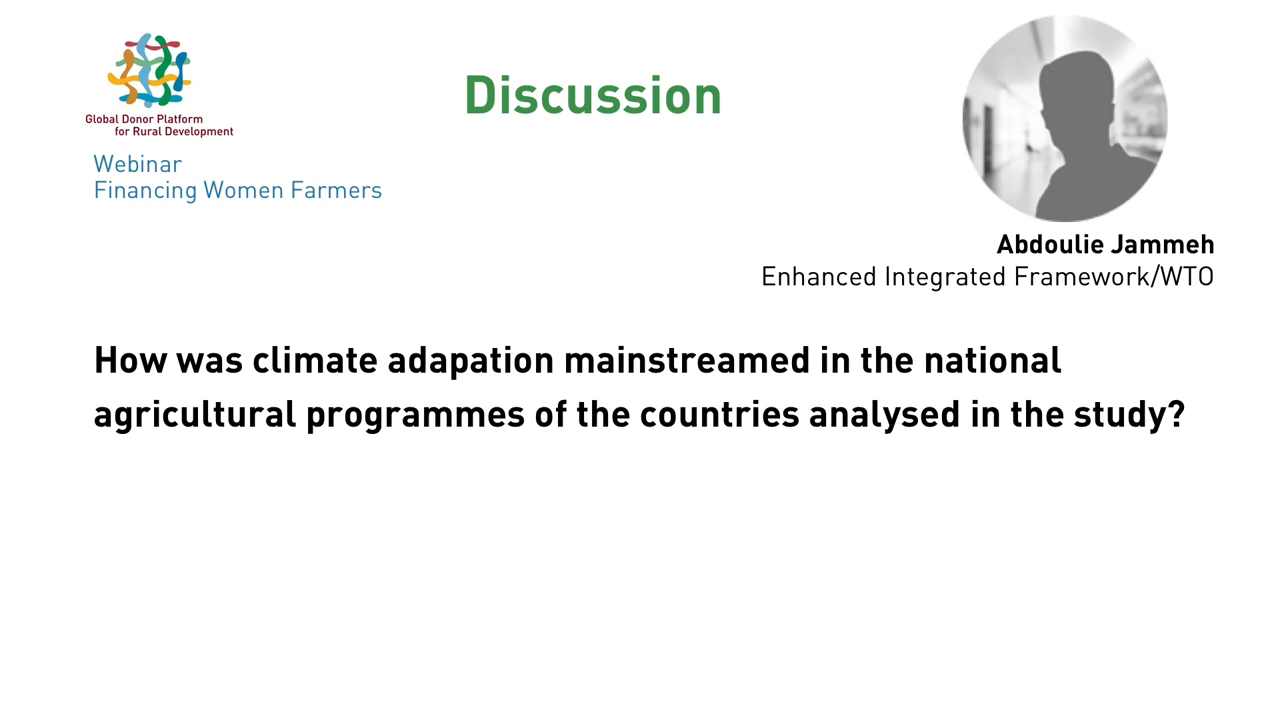 Global Donor Platform
for Rural Development
Webinar
Financing Women Farmers
Discussion
Abdoulie Jammeh
Enhanced Integrated Framework/WTO
How was climate adapation mainstreamed in the national
agricultural programmes of the countries analysed in the study?